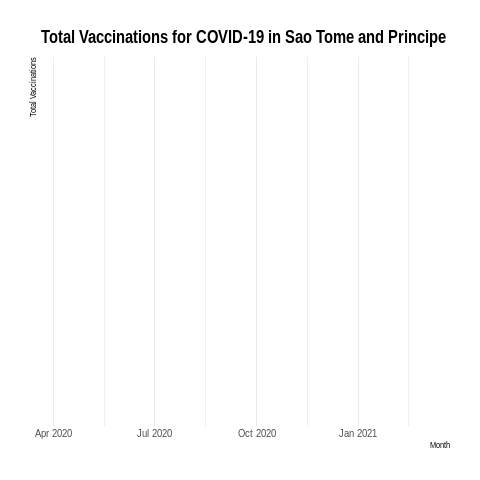 Total Vaccinations for COVID-19 in Sao Tome and Principe
Total Vaccinations
Apr 2020
Jul 2020
Oct 2020
Jan 2021
Month